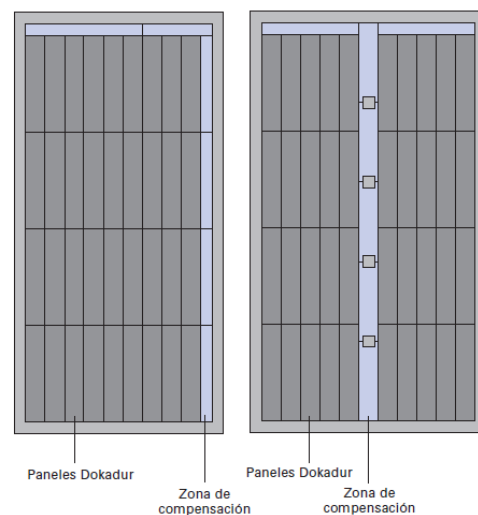 Paneles Dokadur
Zona de
compensación
Paneles Dokadur
Zona de
compensación